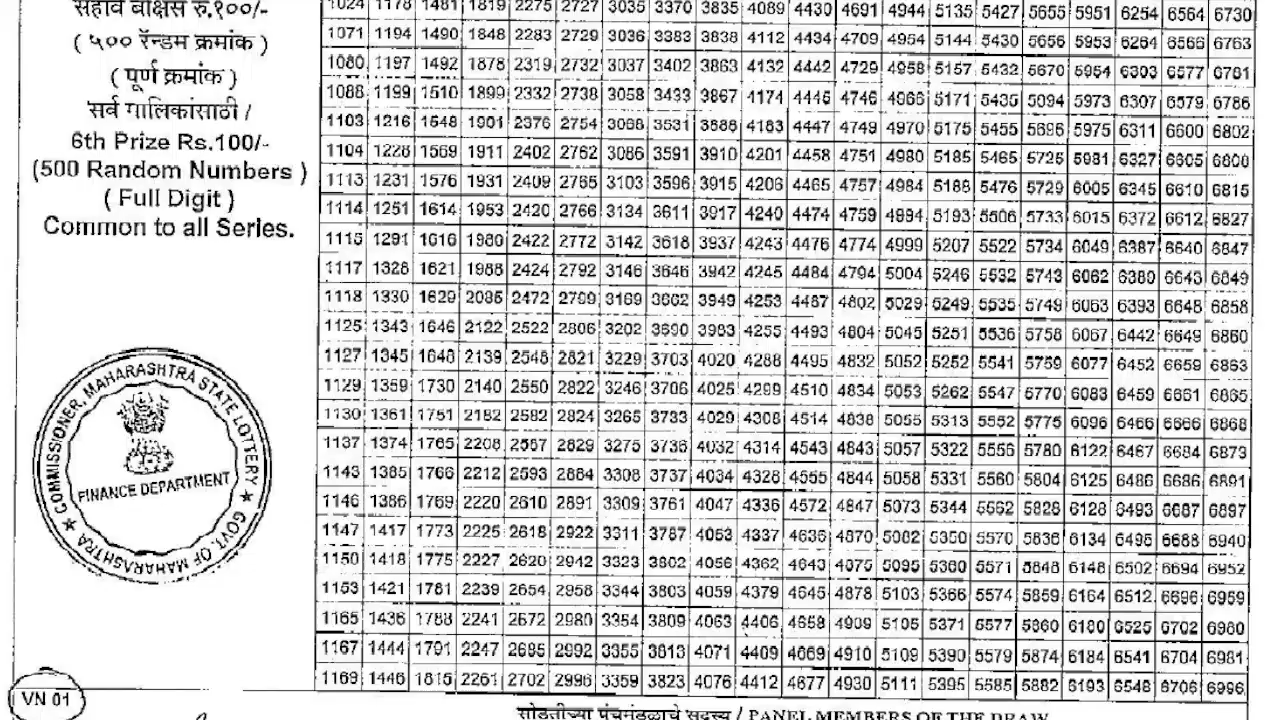 सहावे बक्षिस रु.१००/-
( ५०० रॅन्डम क्रमांक )
( पूर्ण क्रमांक )
सर्व गालिकांसाठी /
6th Prize Rs.100/-
(500 Random Numbers )
( Full Digit )
Common to all Series.
COMMISSIONER, MAHARASHTRA STATE LOTTERY
FINANCE DEPARTMENT
GOVT OF MAHARASHTRA
VN 01
1024 1178 1481 1819 2275 2727 3035 3370 3835 4089 4430 4691 4944 5135 5427 5655 5951 6254 6564 6730
1071 1194 1490 1848 2283 2729 3036 3383 3838 4112 4434 4709 4954 5144 5430 5656 5953 6264 6566 6763
1080 1197 1492 1878 2319 2732 3037 3402 3863 4132 4442 4729 4958 5157 5432 5670 5954 6303 6577 6781
1088 1199 1510 1899 2332 2738 3058 3433 3867 4174 4446 4746 4966 5171 5435 5694 5973 6307 6579 6786
1103 1216 1548 1901 2376 2754 3068 3531 3888 4183 4447 4749 4970 5175 5455 5696 5975 6311 6600 6802
1104 1226 1569 1911 2402 2762 3086 3591 3910 4201 4458 4751 4980 5185 5465 5725 5981 6327 6605 6806
1113 1231 1576 1931 2409 2765 3103 3596 3915 4206 4465 4757 4984 5188 5476 5729 6005 6345 6610 6815
1114 1251 1614 1953 2420 2766 3134 3611 3917 4240 4474 4759 4994 5193 5506 5733 6015 6372 6612 6827
1115 1291 1616 1980 2422 2772 3142 3618 3937 4243 4476 4774 4999 5207 5522 5734 6049 6387 6640 6847
1117 1328 1621 1988 2424 2792 3146 3646 3942 4245 4484 4794 5004 5246 5532 5743 6062 6389 6643 6849
1118 1330 1629 2085 2472 2799 3169 3662 3949 4253 4487 4802 5029 5249 5535 5749 6063 6393 6648 6858
1125 1343 1646 2122 2522 2806 3202 3690 3983 4255 4493 4804 5045 5251 5536 5758 6067 6442 6649 6860
1127 1345 1648 2139 2548 2821 3229 3703 4020 4288 4495 4832 5052 5252 5541 5759 6077 6452 6659 6863
1129 1359 1730 2140 2550 2822 3246 3706 4025 4299 4510 4834 5053 5262 5547 5770 6083 6459 6661 6865
1130 1361 1751 2182 2582 2824 3265 3733 4029 4308 4514 4838 5055 5313 5552 5775 6096 6466 6666 6868
1137 1374 1765 2208 2587 2829 3275 3736 4032 4314 4543 4843 5057 5322 5556 5780 6122 6467 6684 6873
1143 1385 1766 2212 2593 2884 3308 3737 4034 4328 4555 4844 5058 5331 5560 5804 6125 6486 6686 6891
1146 1386 1769 2220 2610 2891 3309 3761 4047 4336 4572 4847 5073 5344 5562 5828 6128 6493 6687 6897
1147 1417 1773 2225 2618 2922 3311 3787 4053 4337 4636 4870 5082 5350 5570 5836 6134 6495 6688 6940
1150 1418 1775 2227 2620 2942 3323 3802 4056 4362 4643 4875 5095 5360 5571 5848 6148 6502 6694 6952
1153 1421 1781 2239 2654 2958 3344 3803 4059 4379 4645 4878 5103 5366 5574 5859 6164 6512 6696 6959
1165 1436 1788 2241 2672 2980 3354 3809 4063 4406 4658 4909 5105 5371 5577 5860 6180 6525 6702 6980
1167 1444 1791 2247 2695 2992 3355 3813 4071 4409 4669 4910 5109 5390 5579 5874 6184 6541 6704 6981
1169 1446 1815 2261 2702 2996 3359 3823 4076 4412 4677 4930 5111 5395 5585 5882 6193 6548 6706 6996
सोडतीच्या पंचमंडळाचे सदस्य / PANEL MEMBERS OF THE DRAW